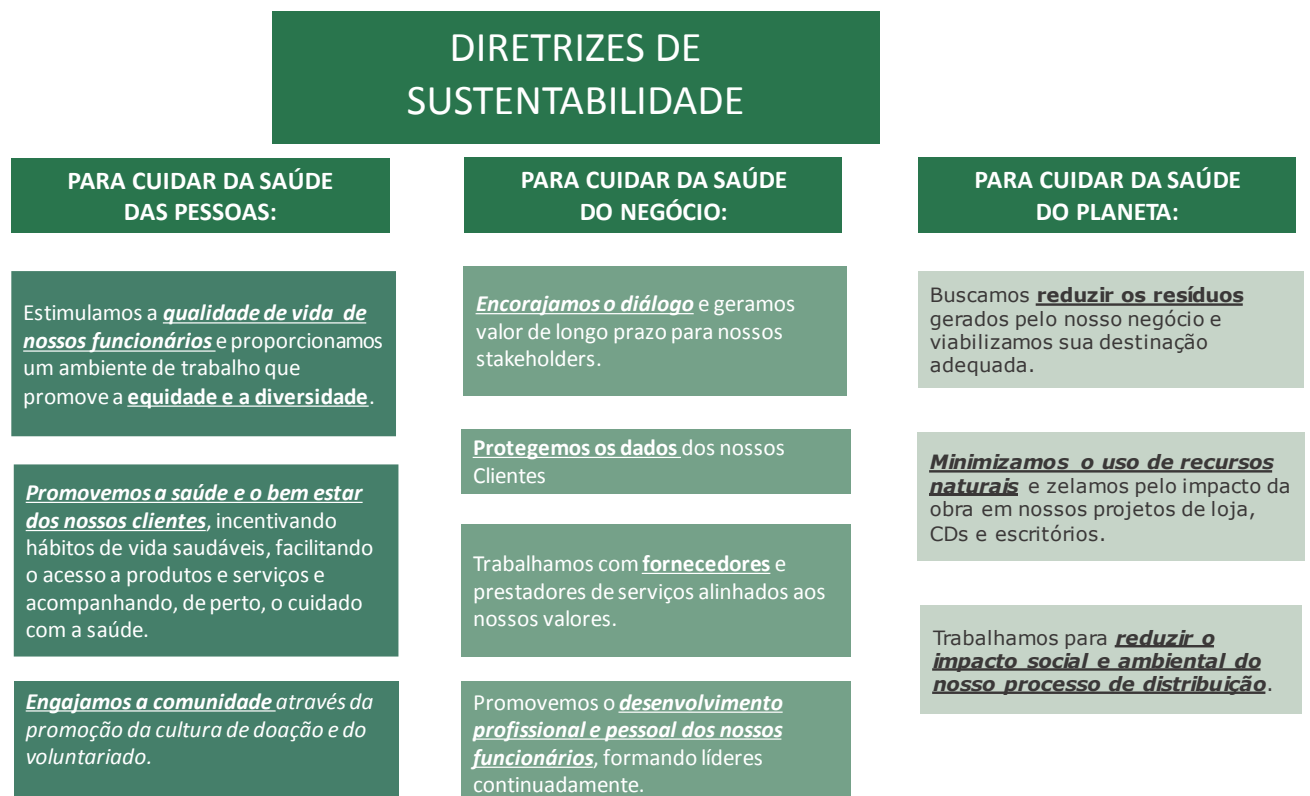 DIRETRIZES DE
SUSTENTABILIDADE
PARA CUIDAR DA SAÚDE
DAS PESSOAS:
Estimulamos a qualidade de vida de
nossos funcionários e proporcionamos
um ambiente de trabalho que
promove a equidade e a diversidade.
Promovemos a saúde e o bem estar
dos nossos clientes, incentivando
hábitos de vida saudáveis, facilitando
o acesso a produtos e serviços e
acompanhando, de perto, o cuidado
com a saúde.
Engajamos a comunidade através da
promoção da cultura de doação e do
voluntariado.
PARA CUIDAR DA SAÚDE
DO NEGÓCIO:
Encorajamos o diálogo e geramos
valor de longo prazo para nossos
stakeholders.
Protegemos os dados dos nossos
Clientes
Trabalhamos com fornecedores e
prestadores de serviços alinhados aos
nossos valores.
Promovemos o desenvolvimento
profissional e pessoal dos nossos
funcionários, formando líderes
continuadamente.
PARA CUIDAR DA SAÚDE
DO PLANETA:
Buscamos reduzir os resíduos
gerados pelo nosso negócio e
viabilizamos sua destinação
adequada.
Minimizamos o uso de recursos
naturais e zelamos pelo impacto da
obra em nossos projetos de loja,
CDs e escritórios.
Trabalhamos para reduzir o
impacto social e ambiental do
nosso processo de distribuição.